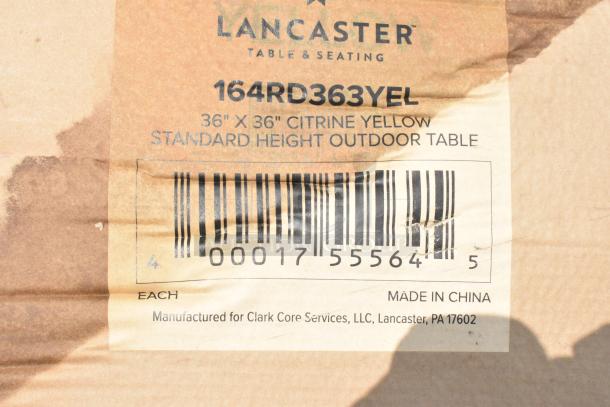 LANCASTER™
TABLE & SEATING
164RD363YEL
36" X 36" CITRINE YELLOW
STANDARD HEIGHT OUTDOOR TABLE
4 00017 55564 5
EACH
MADE IN CHINA
Manufactured for Clark Core Services, LLC, Lancaster, PA 17602